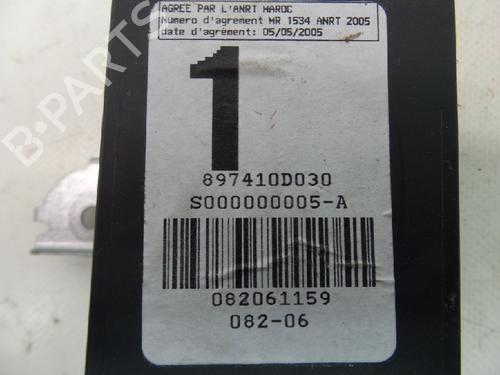 AGREE PAR L'ANRT MAROC
Numero d'agrement MR 1534 ANRT 2005
date d'agrément: 05/05/2005
1
897410D030
S000000005-A
082061159
082-06
B-PARTS